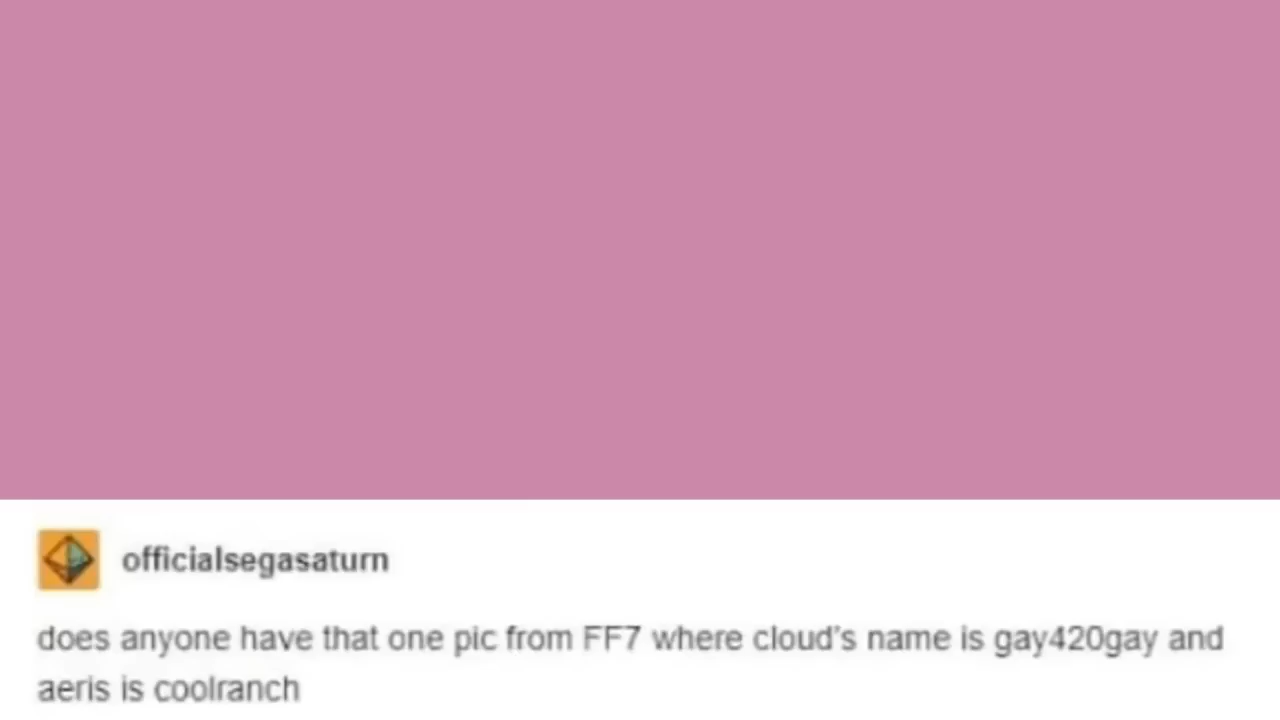 officialsegasaturn
does anyone have that one pic from FF7 where cloud's name is gay420gay and
aeris is coolranch